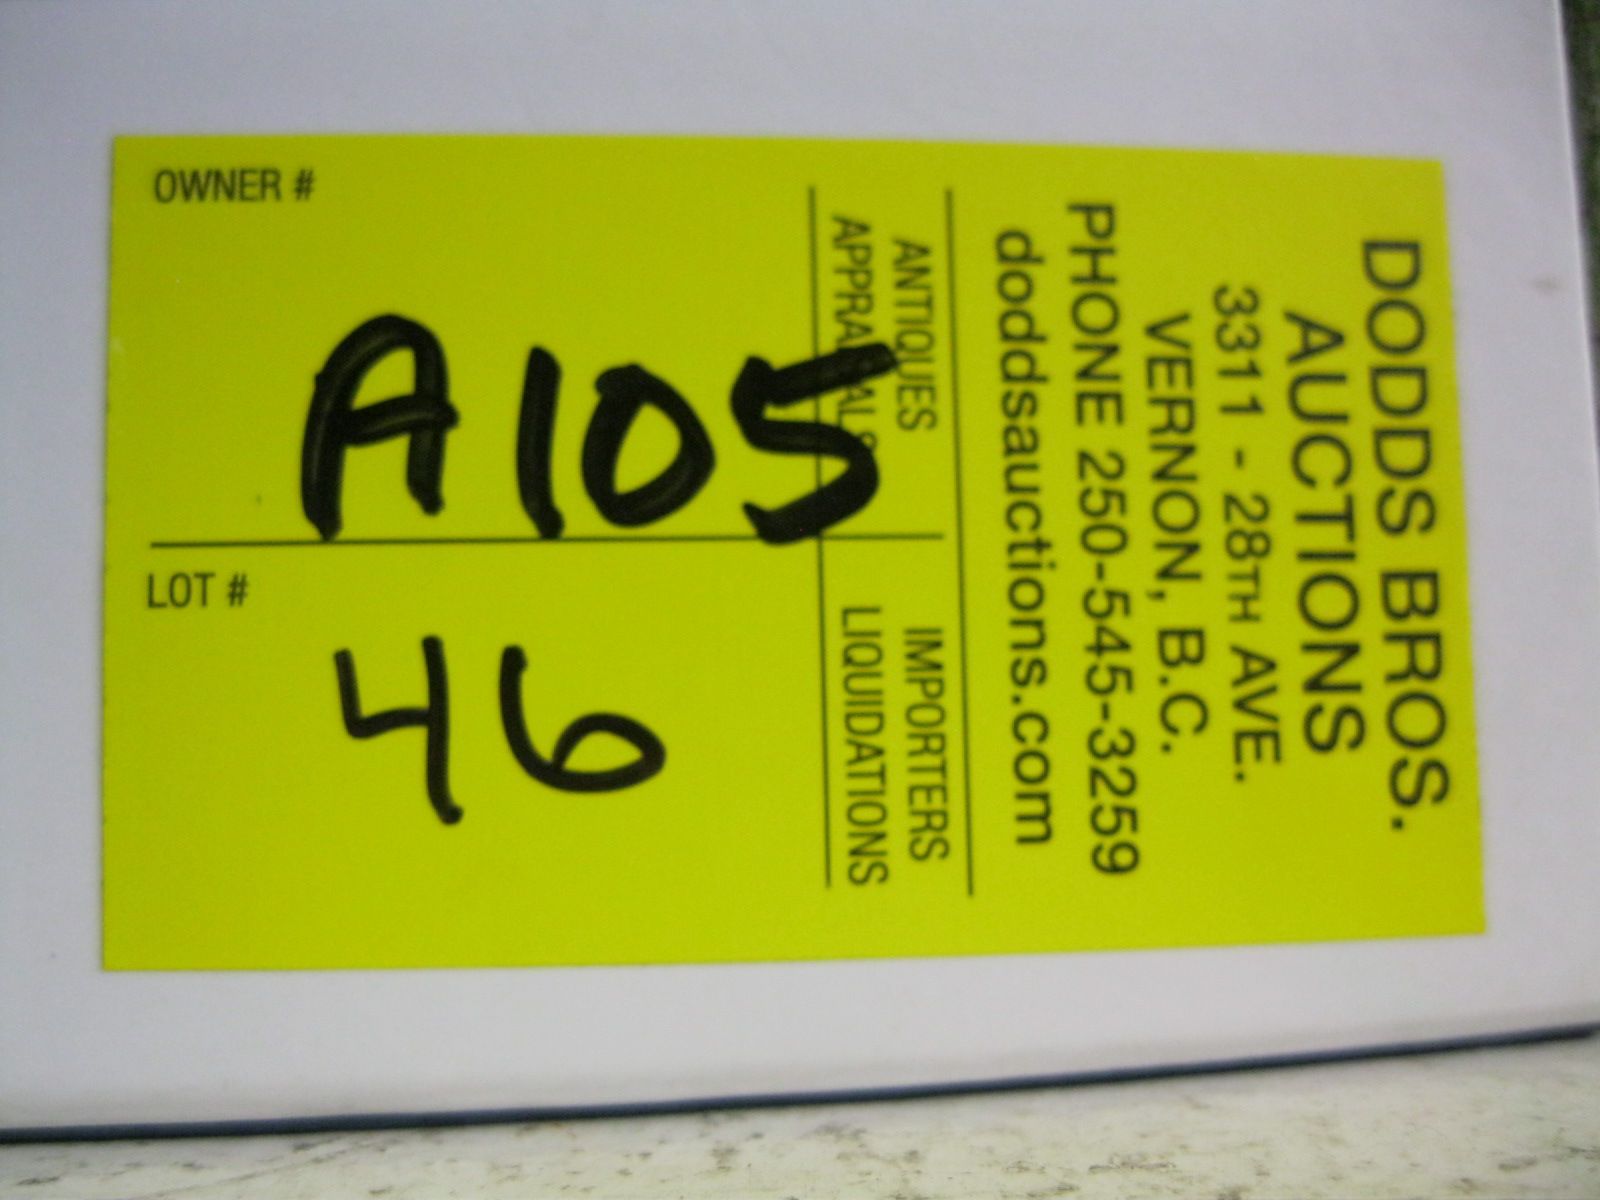 DODDS BROS.
AUCTIONS
3311 - 28TH AVE.
VERNON, B.C.
PHONE 250-545-3259
doddsauctions.com
ANTIQUES
APPRAISALS
IMPORTERS
LIQUIDATIONS
OWNER #
A105
LOT #
46